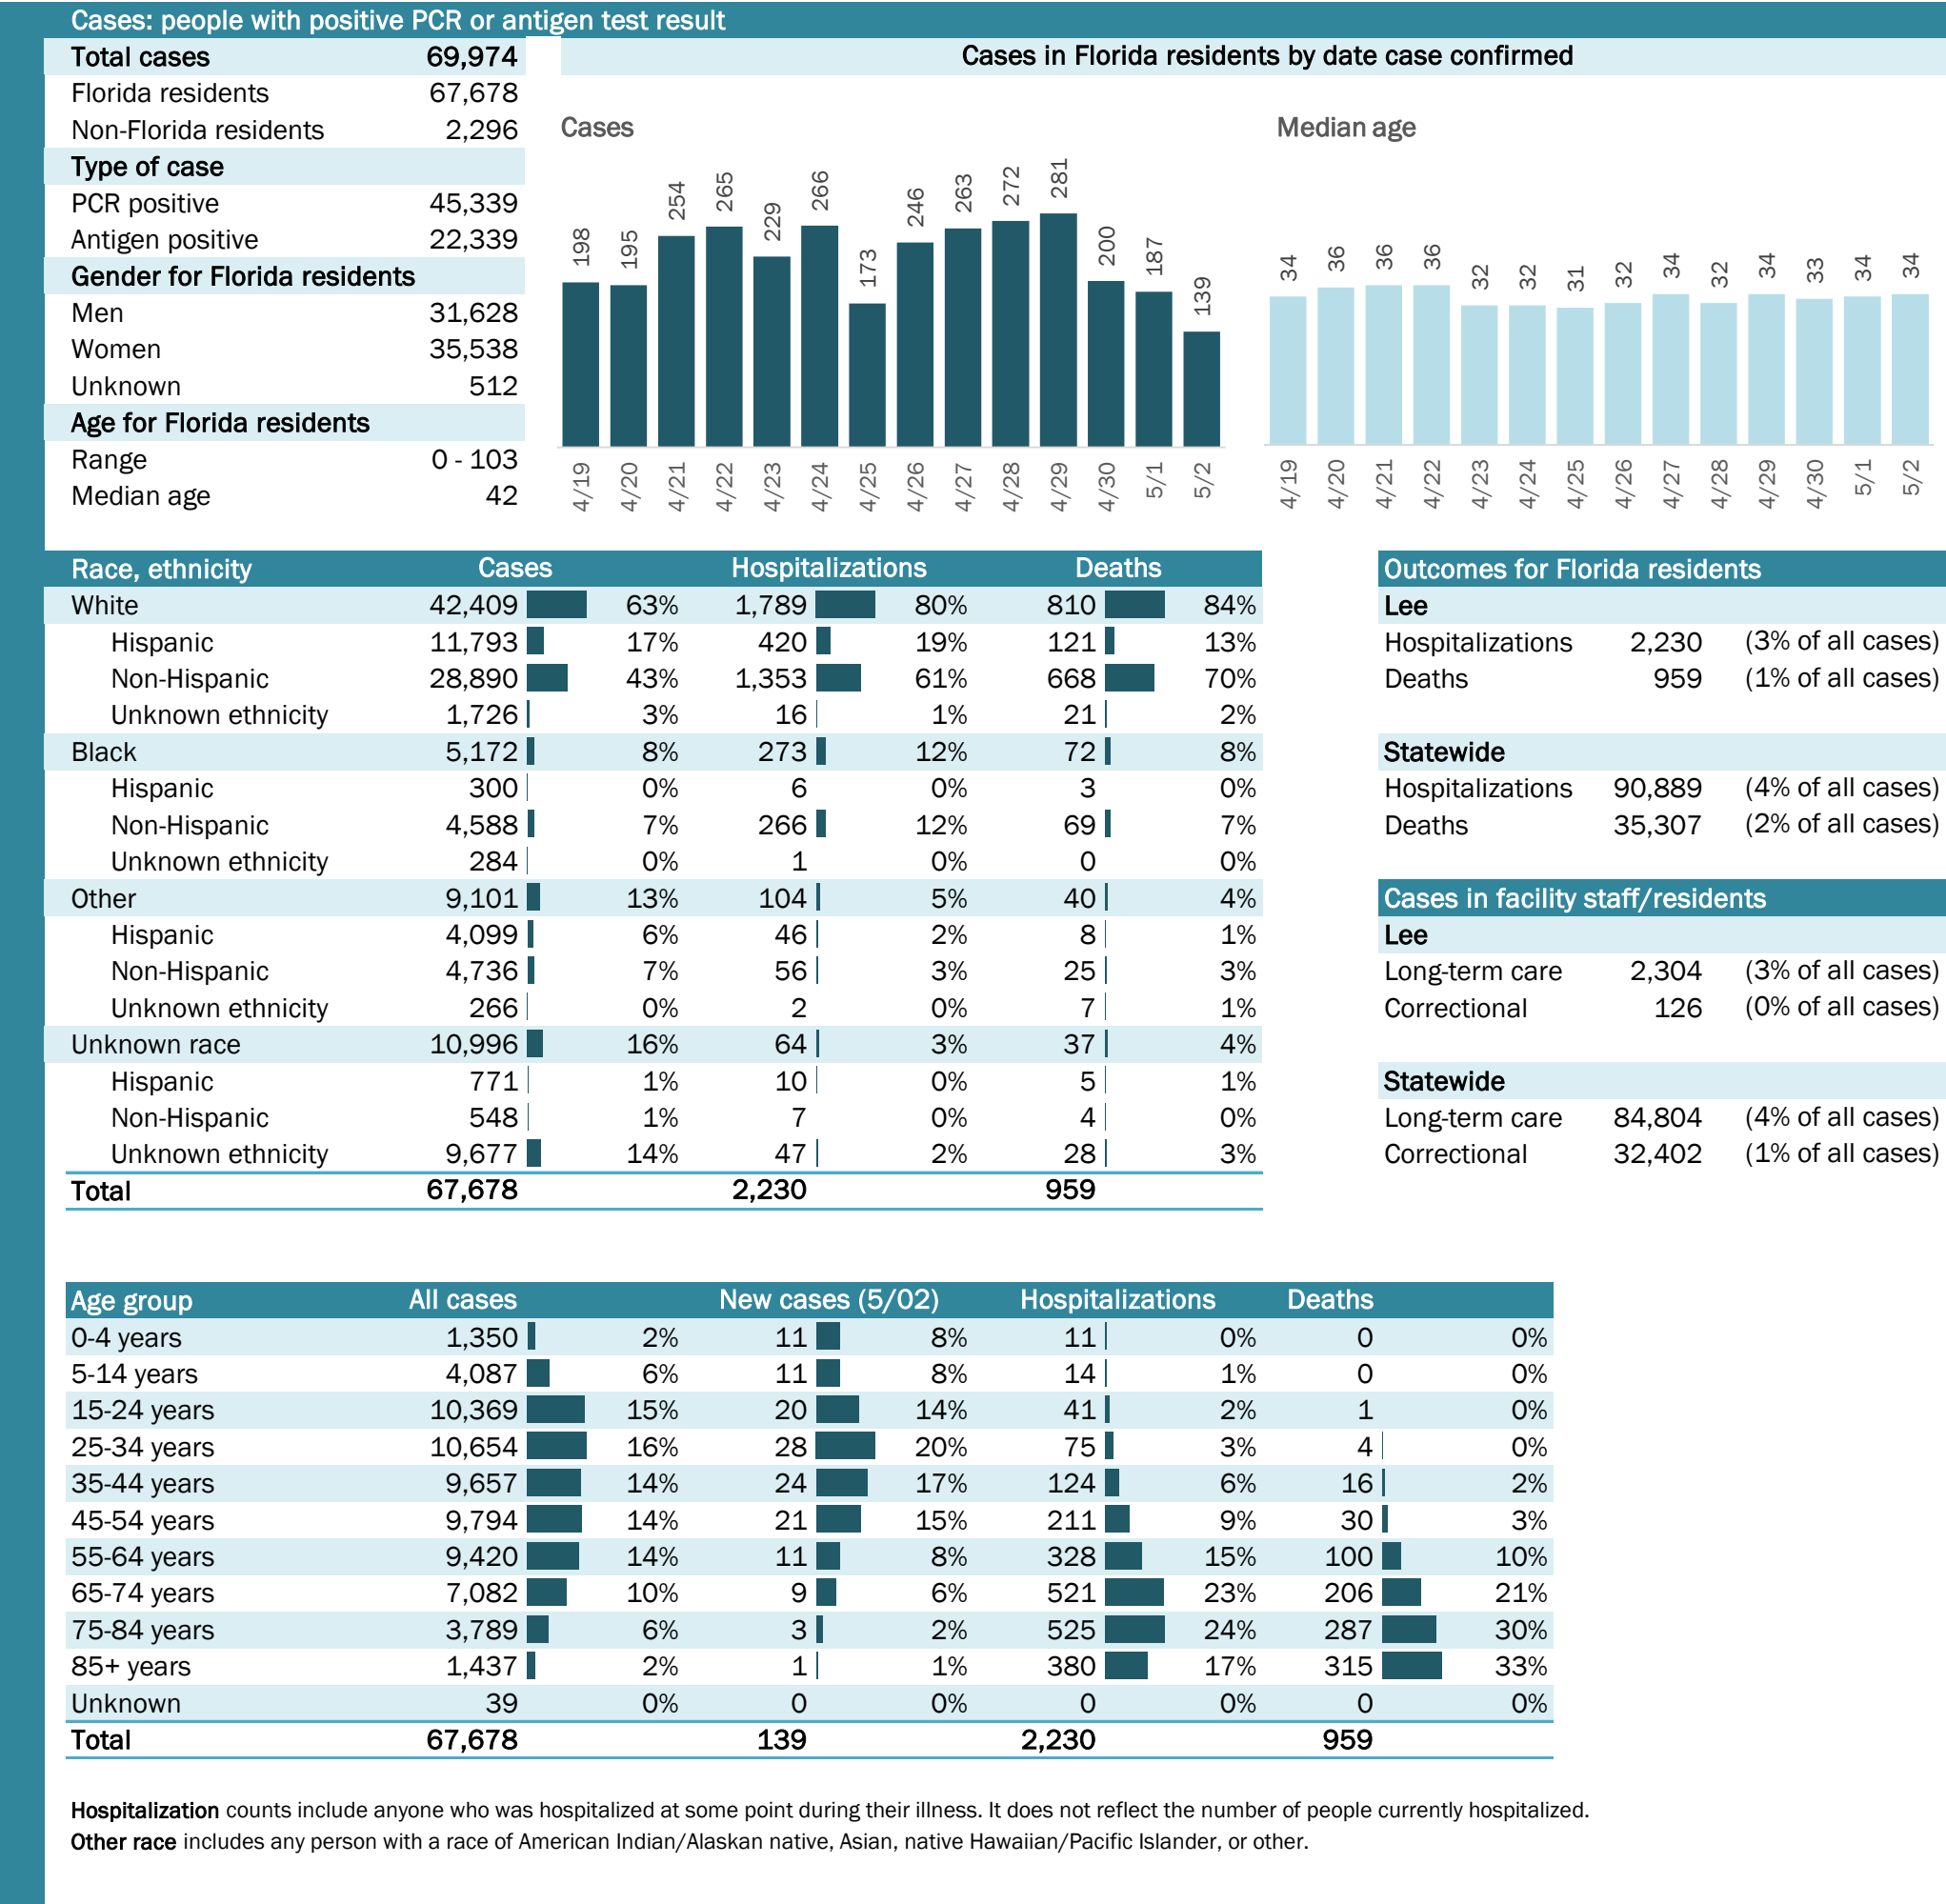 Cases: people with positive PCR or antigen test result
Total cases 69,974
Florida residents 67,678
Non-Florida residents 2,296
Type of case
PCR positive 45,339
Antigen positive 22,339
Gender for Florida residents
Men 31,628
Women 35,538
Unknown 512
Age for Florida residents
Range 0 - 103
Median age 42
Cases in Florida residents by date case confirmed
Cases
198 195 254 265 229 266 173 246 263 272 281 200 187 139
4/19 4/20 4/21 4/22 4/23 4/24 4/25 4/26 4/27 4/28 4/29 4/30 5/1 5/2
Median age
34 36 36 36 32 32 31 32 34 32 34 33 34 34
4/19 4/20 4/21 4/22 4/23 4/24 4/25 4/26 4/27 4/28 4/29 4/30 5/1 5/2
Race, ethnicity Cases Hospitalizations Deaths
White 42,409 63% 1,789 80% 810 84%
Hispanic 11,793 17% 420 19% 121 13%
Non-Hispanic 28,890 43% 1,353 61% 668 70%
Unknown ethnicity 1,726 3% 16 1% 21 2%
Black 5,172 8% 273 12% 72 8%
Hispanic 300 0% 6 0% 3 0%
Non-Hispanic 4,588 7% 266 12% 69 7%
Unknown ethnicity 284 0% 1 0% 0 0%
Other 9,101 13% 104 5% 40 4%
Hispanic 4,099 6% 46 2% 8 1%
Non-Hispanic 4,736 7% 56 3% 25 3%
Unknown ethnicity 266 0% 2 0% 7 1%
Unknown race 10,996 16% 64 3% 37 4%
Hispanic 771 1% 10 0% 5 1%
Non-Hispanic 548 1% 7 0% 4 0%
Unknown ethnicity 9,677 14% 47 2% 28 3%
Total 67,678 2,230 959
Outcomes for Florida residents
Lee
Hospitalizations 2,230 (3% of all cases)
Deaths 959 (1% of all cases)
Statewide
Hospitalizations 90,889 (4% of all cases)
Deaths 35,307 (2% of all cases)
Cases in facility staff/residents
Lee
Long-term care 2,304 (3% of all cases)
Correctional 126 (0% of all cases)
Statewide
Long-term care 84,804 (4% of all cases)
Correctional 32,402 (1% of all cases)
Age group All cases New cases (5/02) Hospitalizations Deaths
0-4 years 1,350 2% 11 8% 11 0% 0 0%
5-14 years 4,087 6% 11 8% 14 1% 0 0%
15-24 years 10,369 15% 20 14% 41 2% 1 0%
25-34 years 10,654 16% 28 20% 75 3% 4 0%
35-44 years 9,657 14% 24 17% 124 6% 16 2%
45-54 years 9,794 14% 21 15% 211 9% 30 3%
55-64 years 9,420 14% 11 8% 328 15% 100 10%
65-74 years 7,082 10% 9 6% 521 23% 206 21%
75-84 years 3,789 6% 3 2% 525 24% 287 30%
85+ years 1,437 2% 1 1% 380 17% 315 33%
Unknown 39 0% 0 0% 0 0% 0 0%
Total 67,678 139 2,230 959
Hospitalization counts include anyone who was hospitalized at some point during their illness. It does not reflect the number of people currently hospitalized.
Other race includes any person with a race of American Indian/Alaskan native, Asian, native Hawaiian/Pacific Islander, or other.